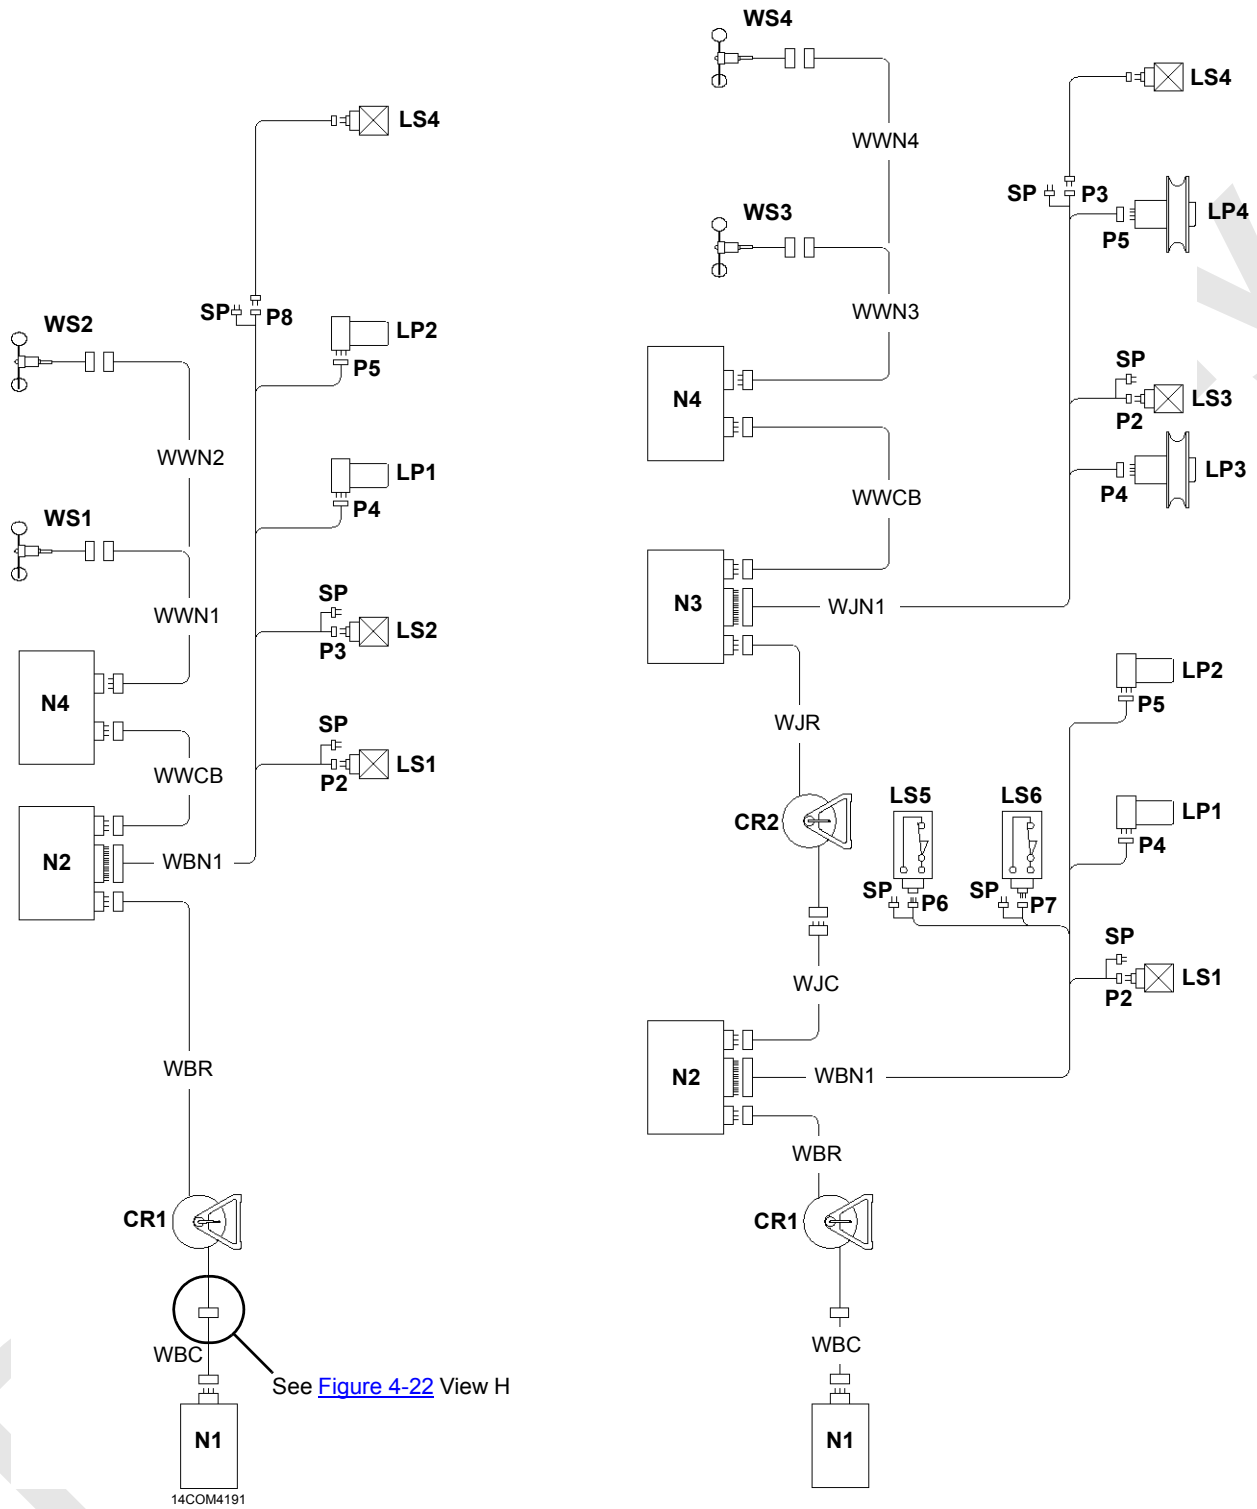 WS4
LS4
LS4
WWN4
SP
P3
LP4
WS3
P5
SP
P8
WS2
LP2
WWN3
P5
SP
N4
LS3
P2
WWN2
LP1
LP3
P4
WWCB
P4
WS1
SP
N3
WJN1
WWN1
LS2
P3
LP2
N4
P5
SP
WJR
WWCB
P2
LS1
LS5
LS6
LP1
CR2
P4
N2
WBN1
SP
P6
SP
P7
SP
LS1
WJC
P2
WBR
N2
WBN1
WBR
CR1
CR1
WBC
WBC
See Figure 4-22 View H
N1
N1
14COM4191